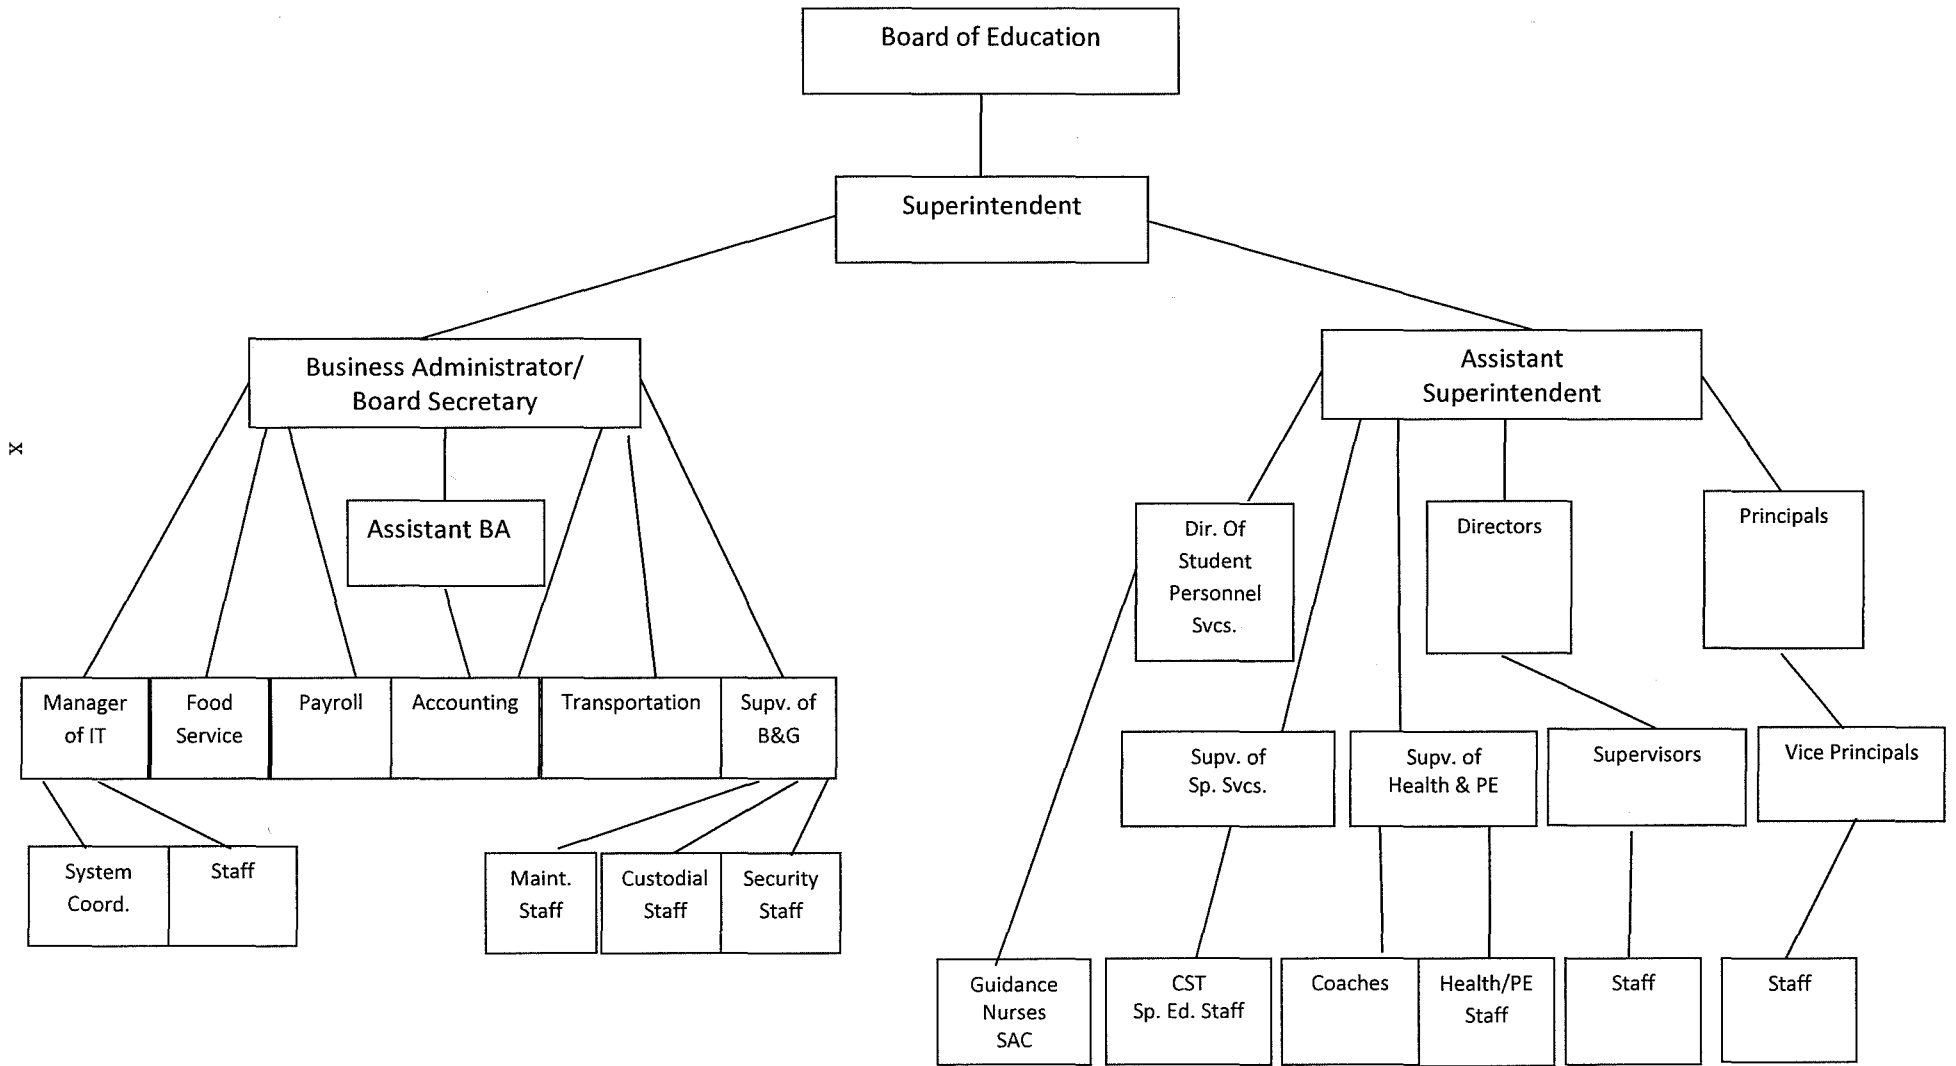 Board of Education
Superintendent
Business Administrator/
Board Secretary
Assistant
Superintendent
x
Assistant BA
Dir. Of
Student
Personnel
Svcs.
Directors
Principals
Manager
of IT
Food
Service
Payroll
Accounting
Transportation
Supv. of
B&G
Supv. of
Sp. Svcs.
Supv. of
Health & PE
Supervisors
Vice Principals
System
Coord.
Staff
Maint.
Staff
Custodial
Staff
Security
Staff
Guidance
Nurses
SAC
CST
Sp. Ed. Staff
Coaches
Health/PE
Staff
Staff
Staff